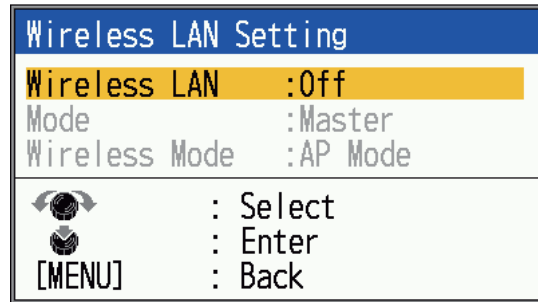 Wireless LAN Setting
Wireless LAN :Off
Mode :Master
Wireless Mode :AP Mode
: Select
: Enter
[MENU] : Back